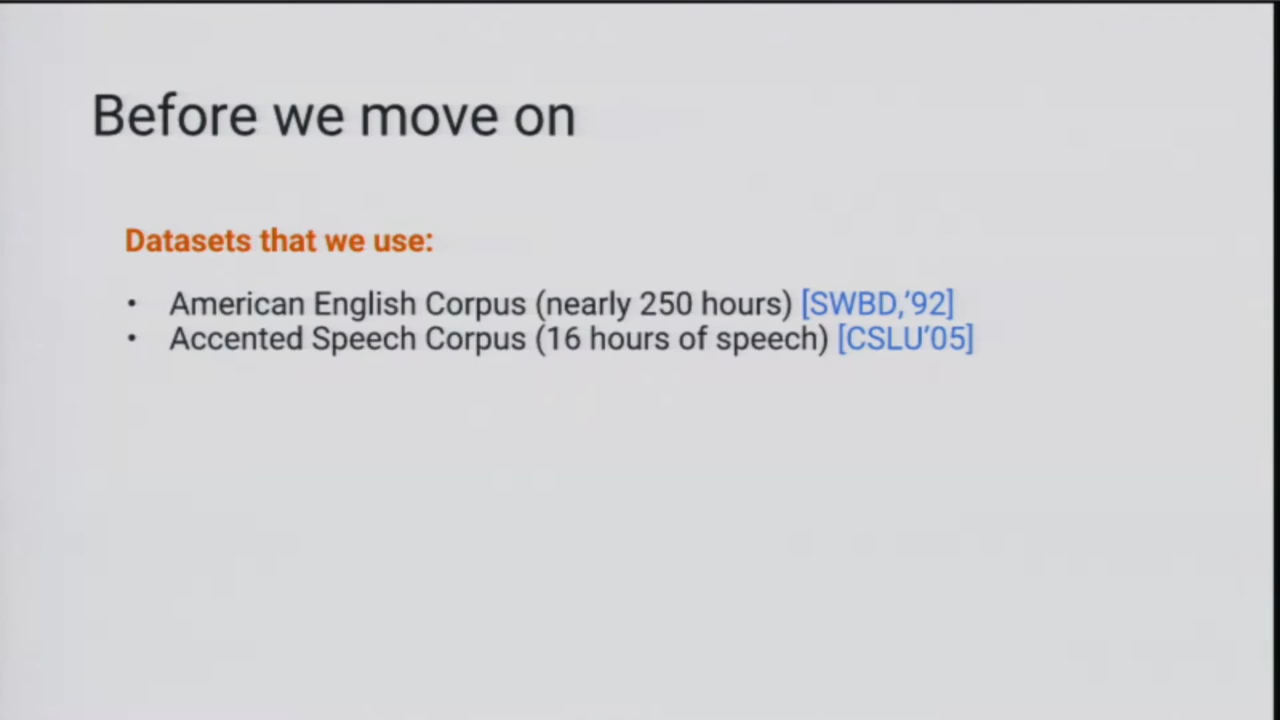 Before we move on
Datasets that we use:
• American English Corpus (nearly 250 hours) [SWBD,’92]
• Accented Speech Corpus (16 hours of speech) [CSLU’05]